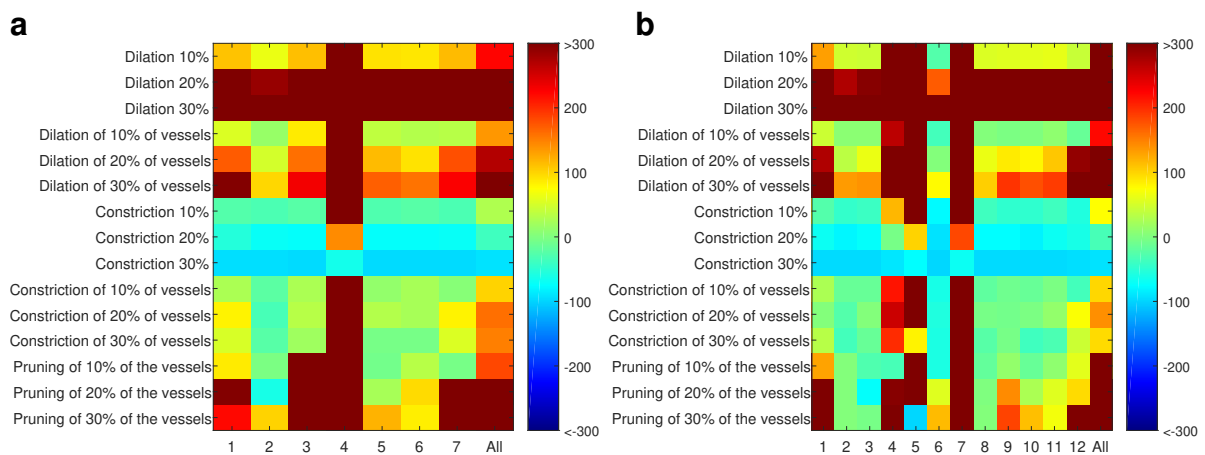 a
Dilation 10%
Dilation 20%
Dilation 30%
Dilation of 10% of vessels
Dilation of 20% of vessels
Dilation of 30% of vessels
Constriction 10%
Constriction 20%
Constriction 30%
Constriction of 10% of vessels
Constriction of 20% of vessels
Constriction of 30% of vessels
Pruning of 10% of the vessels
Pruning of 20% of the vessels
Pruning of 30% of the vessels
1 2 3 4 5 6 7 All
>300
200
100
0
-100
-200
<-300
b
Dilation 10%
Dilation 20%
Dilation 30%
Dilation of 10% of vessels
Dilation of 20% of vessels
Dilation of 30% of vessels
Constriction 10%
Constriction 20%
Constriction 30%
Constriction of 10% of vessels
Constriction of 20% of vessels
Constriction of 30% of vessels
Pruning of 10% of the vessels
Pruning of 20% of the vessels
Pruning of 30% of the vessels
1 2 3 4 5 6 7 8 9 10 11 12 All
>300
200
100
0
-100
-200
<-300